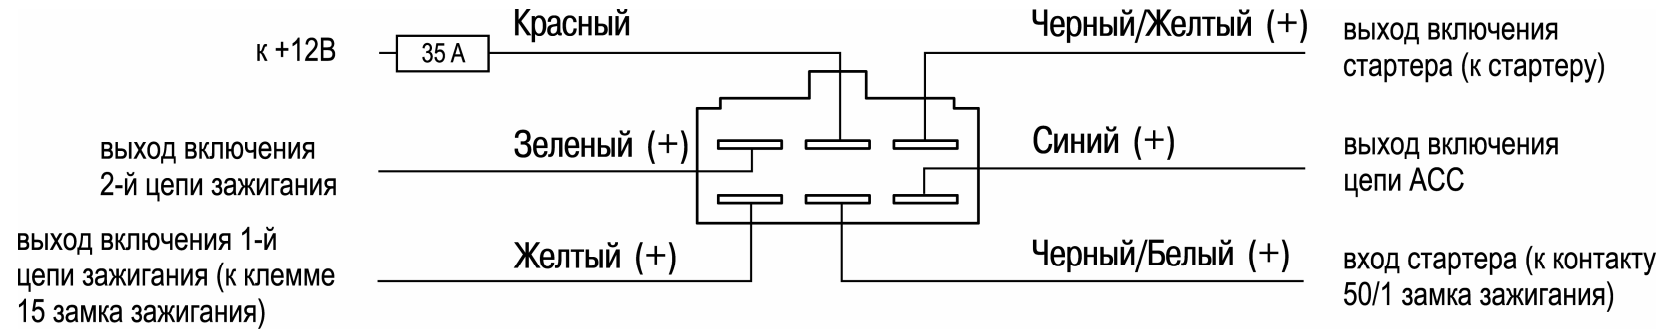 Красный
к +12В
35 А
Черный/Желтый (+)
выход включения
стартера (к стартеру)
Зеленый (+)
выход включения
2-й цепи зажигания
Синий (+)
выход включения
цепи АСС
выход включения 1-й
цепи зажигания (к клемме
15 замка зажигания)
Желтый (+)
Черный/Белый (+)
вход стартера (к контакту
50/1 замка зажигания)